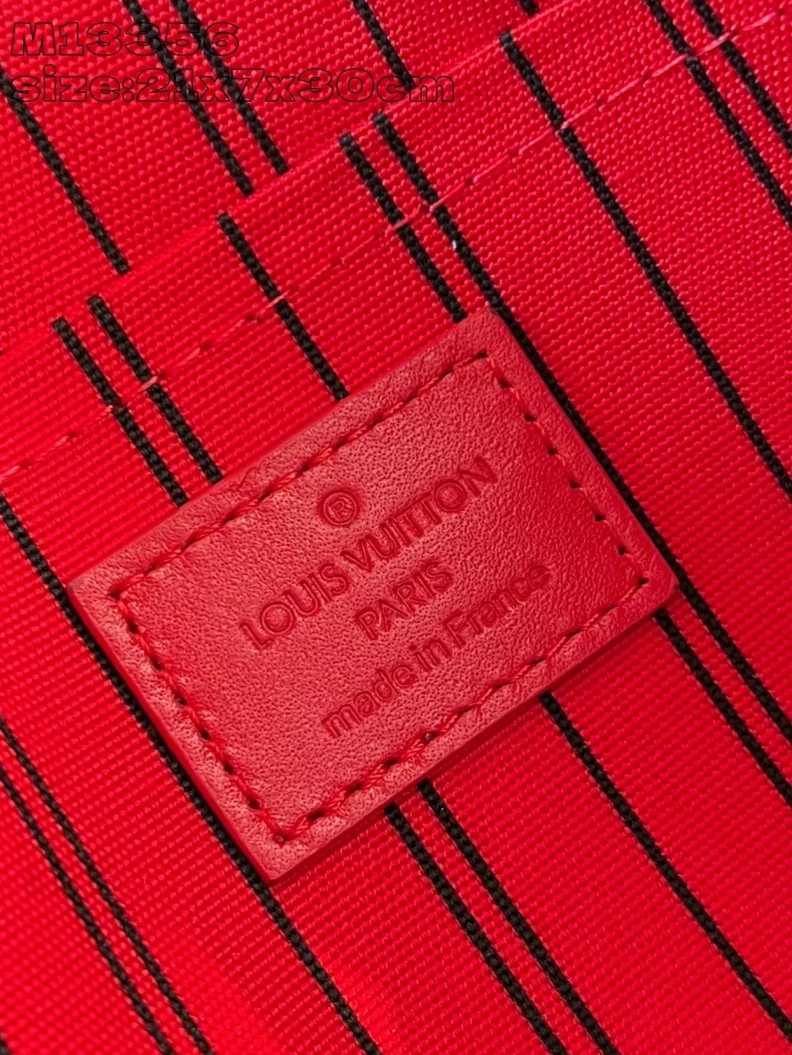 M13356
size:21x7x30cm
®
LOUIS VUITTON
PARIS
made in France